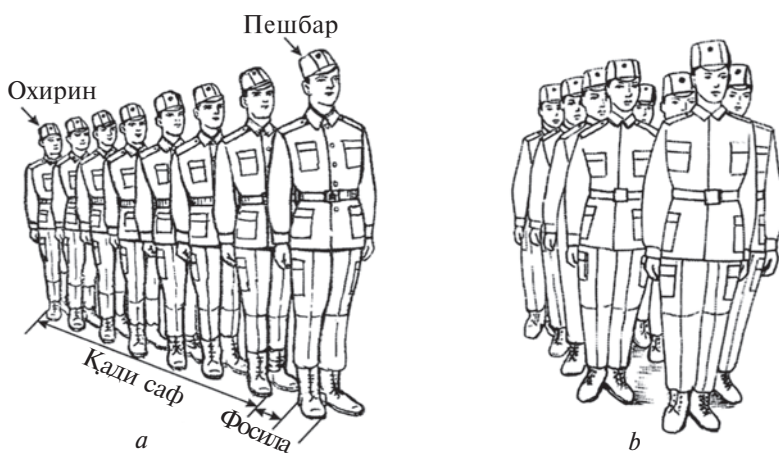 Пешбар
Охирин
Қади саф
Фосила
a
b